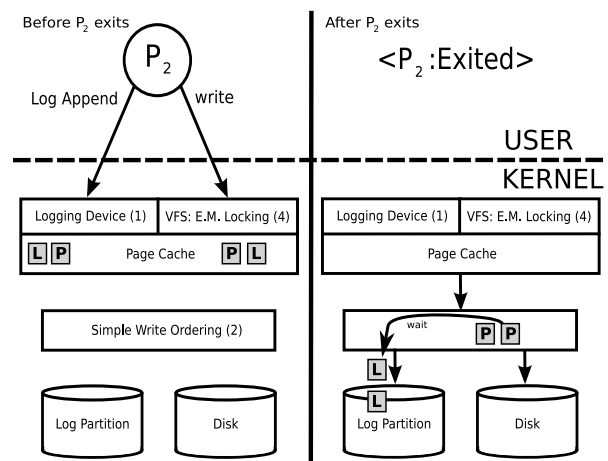 Before P2 exits
P2
Log Append
write
Logging Device (1)
VFS: E.M. Locking (4)
L P
Page Cache
P L
Simple Write Ordering (2)
Log Partition
Disk
After P2 exits
<P2 :Exited>
USER
KERNEL
Logging Device (1)
VFS: E.M. Locking (4)
Page Cache
wait
P P
L
L
Log Partition
Disk